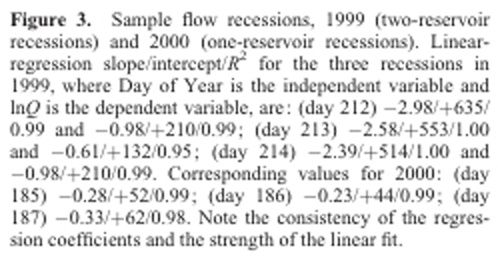 Figure 3. Sample flow recessions, 1999 (two-reservoir
recessions) and 2000 (one-reservoir recessions). Linear-
regression slope/intercept/R² for the three recessions in
1999, where Day of Year is the independent variable and
lnQ is the dependent variable, are: (day 212) −2.98/+635/
0.99 and −0.98/+210/0.99; (day 213) −2.58/+553/1.00
and −0.61/+132/0.95; (day 214) −2.39/+514/1.00 and
−0.98/+210/0.99. Corresponding values for 2000: (day
185) −0.28/+52/0.99; (day 186) −0.23/+44/0.99; (day
187) −0.33/+62/0.98. Note the consistency of the regres-
sion coefficients and the strength of the linear fit.